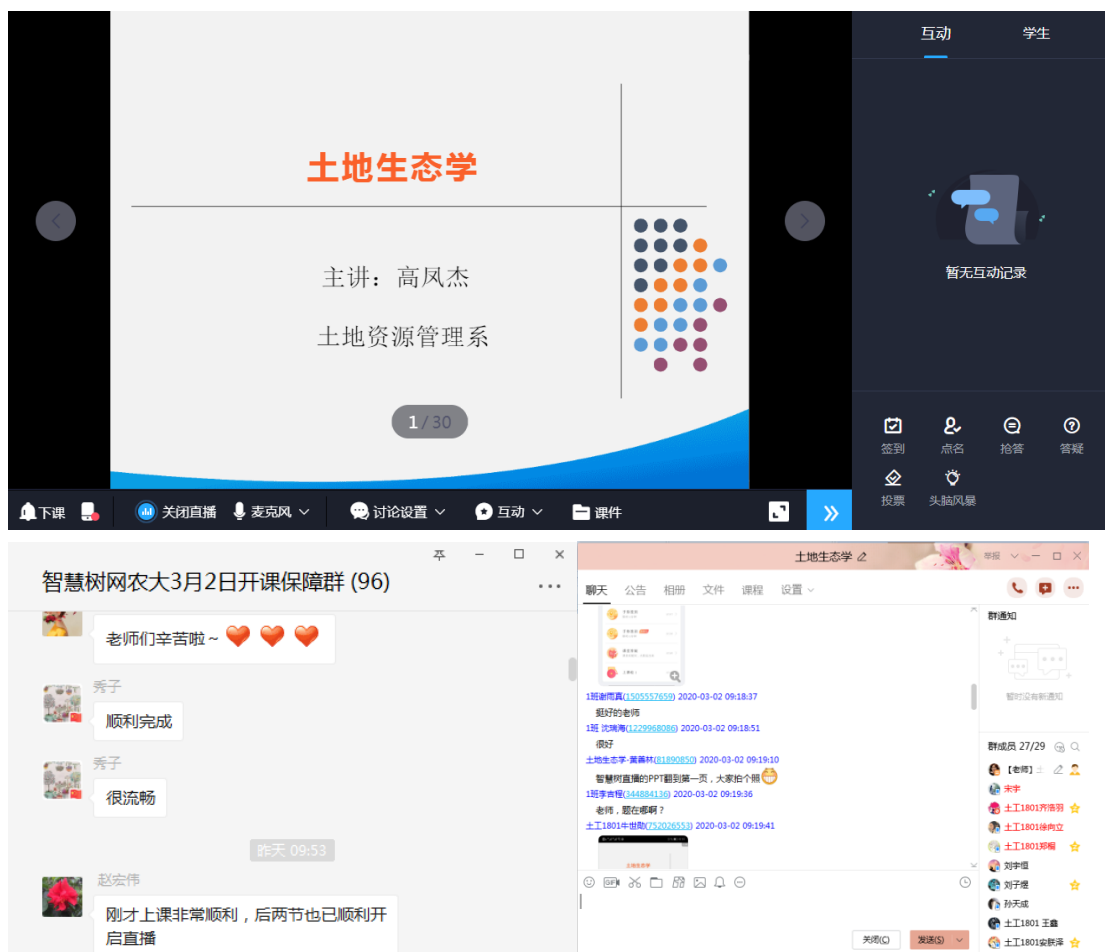 互动
学生
土地生态学
主讲：高凤杰
土地资源管理系
1 / 30
暂无互动记录
签到
点名
抢答
答疑
投票
头脑风暴
下课
关闭直播
麦克风
讨论设置
互动
课件
智慧树网农大3月2日开课保障群 (96)
老师们辛苦啦~
秀子
顺利完成
秀子
很流畅
昨天 09:53
赵宏伟
刚才上课非常顺利，后两节也已顺利开
启直播
土地生态学
举报
聊天
公告
相册
文件
课程
设置
1班谢雨真(1505557659) 2020-03-02 09:18:37
挺好的老师
1班 沈瑞海(1229968086) 2020-03-02 09:18:51
很好
土地生态学-董善林(81890850) 2020-03-02 09:19:10
智慧树直播的PPT翻到第一页，大家拍个照
1班李吉程(344884136) 2020-03-02 09:19:36
老师，题在哪啊？
土工1801牛世勋(752026553) 2020-03-02 09:19:41
土地生态学
GIF
关闭(C)
发送(S)
群通知
暂时没有新通知
群成员 27/29
【老师】土
宋宇
土工1801齐浩羽
土工1801徐向立
土工1801郑楣
刘宇恒
刘子煜
孙天成
土工1801 王鑫
土工1801安朕泽